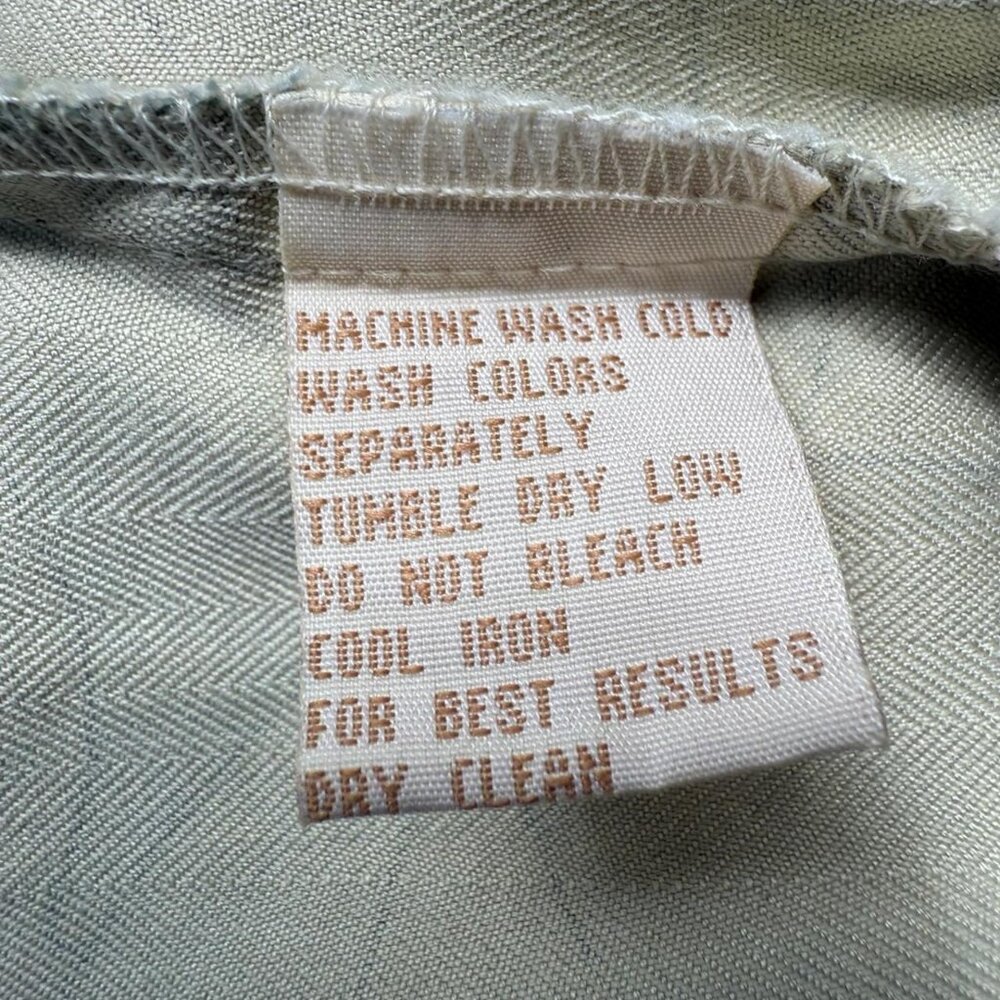 MACHINE WASH COLD
WASH COLORS
SEPARATELY
TUMBLE DRY LOW
DO NOT BLEACH
COOL IRON
FOR BEST RESULTS
DRY CLEAN